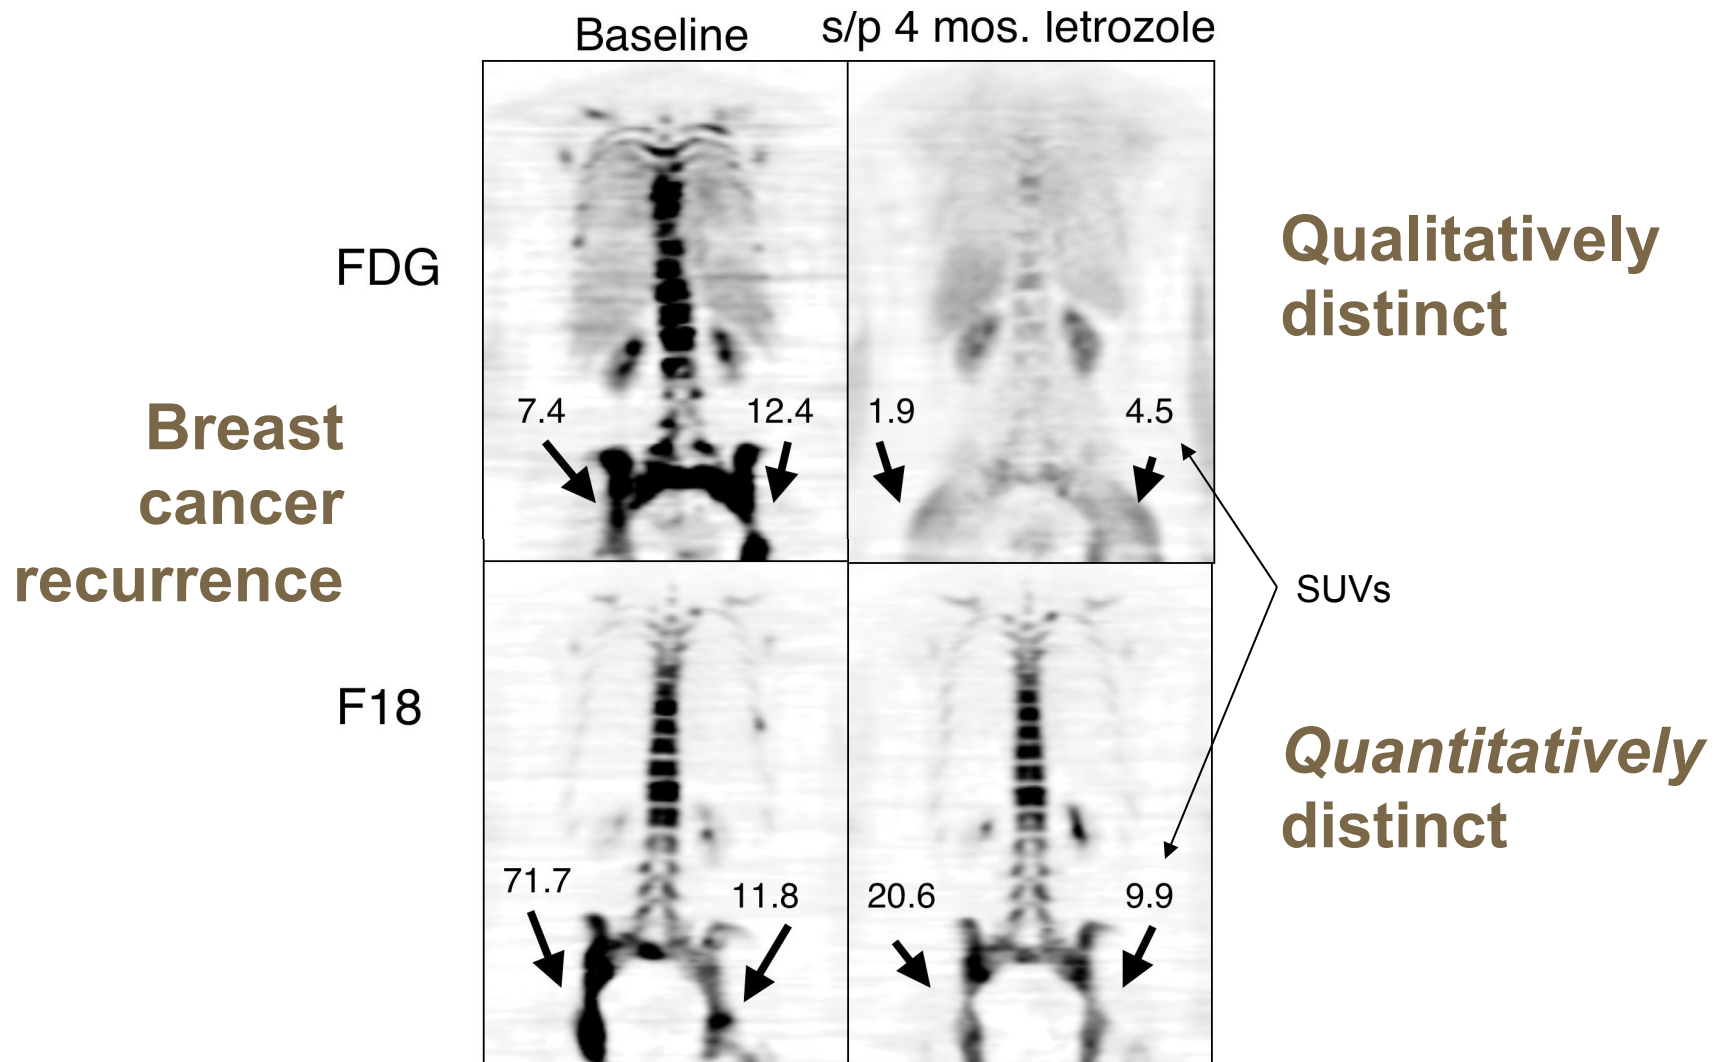 Baseline
s/p 4 mos. letrozole
FDG
Qualitatively
distinct
7.4
12.4
1.9
4.5
Breast
cancer
recurrence
SUVs
F18
Quantitatively
distinct
71.7
11.8
20.6
9.9